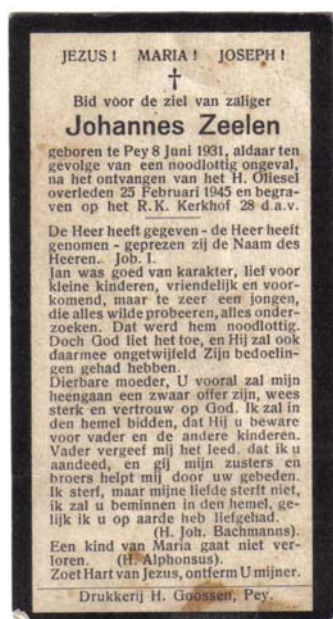 JEZUS! MARIA! JOSEPH!
Bid voor de ziel van zaliger
Johannes Zeelen
geboren te Pey 8 Juni 1931, aldaar ten
gevolge van een noodlottig ongeval,
na het ontvangen van het H. Oliesel
overleden 25 Februari 1945 en begra-
ven op het R.K. Kerkhof 28 d.a.v.
De Heer heeft gegeven - de Heer heeft
genomen - geprezen zij de Naam des
Heeren. Job. I.
Jan was goed van karakter, lief voor
kleine kinderen, vriendelijk en voor-
komend, maar te zeer een jongen,
die alles wilde probeeren, alles onder-
zoeken. Dat werd hem noodlottig.
Doch God liet het toe, en Hij zal ook
daarmee ongetwijfeld Zijn bedoelin-
gen gehad hebben.
Dierbare moeder, U vooral zal mijn
heengaan een zwaar offer zijn, wees
sterk en vertrouw op God. Ik zal in
den hemel bidden, dat Hij u beware
voor vader en de andere kinderen.
Vader vergeef mij het leed, dat ik u
aandeed, en gij mijn zusters en
broers helpt mij door uw gebeden.
Ik sterf, maar mijne liefde sterft niet,
ik zal u beminnen in den hemel, ge-
lijk ik u op aarde heb liefgehad.
(H. Joh. Bachmanns).
Een kind van Maria gaat niet ver-
loren. (H. Alphonsus).
Zoet Hart van Jezus, ontferm U mijner.
Drukkerij H. Goossen, Pey.